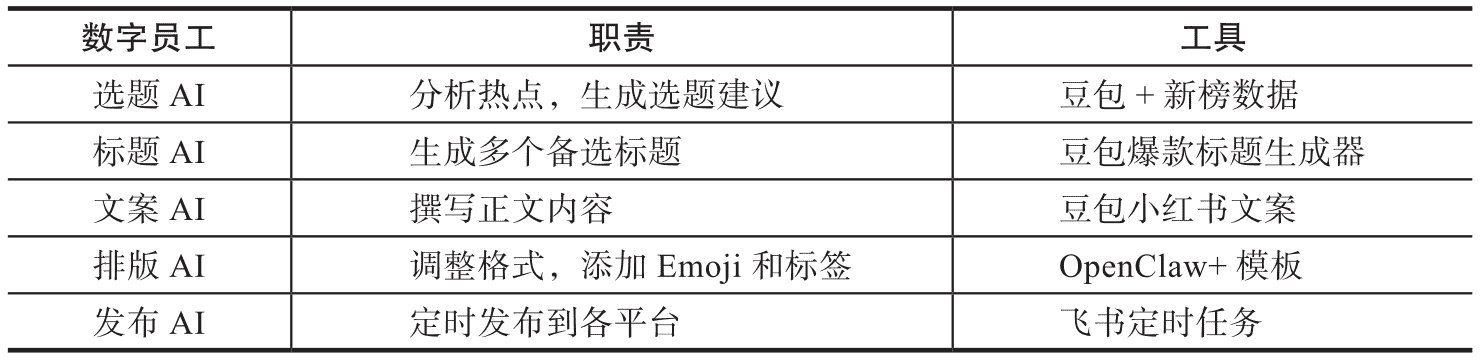 数字员工 职责 工具
选题 AI 分析热点，生成选题建议 豆包 + 新榜数据
标题 AI 生成多个备选标题 豆包爆款标题生成器
文案 AI 撰写正文内容 豆包小红书文案
排版 AI 调整格式，添加 Emoji 和标签 OpenClaw+ 模板
发布 AI 定时发布到各平台 飞书定时任务